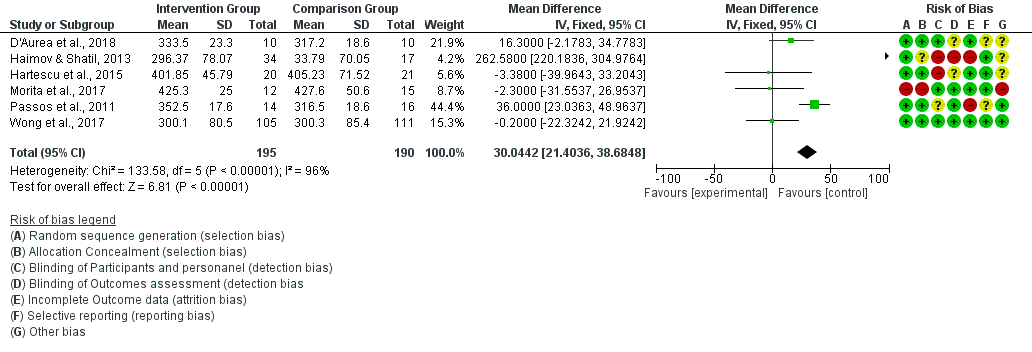 Intervention Group Comparison Group Mean Difference Mean Difference Risk of Bias
Study or Subgroup Mean SD Total Mean SD Total Weight IV, Fixed, 95% CI IV, Fixed, 95% CI A B C D E F G
D'Aurea et al., 2018 333.5 23.3 10 317.2 18.6 10 21.9% 16.3000 [-2.1783, 34.7783] + + + ? + ? ?
Haimov & Shatil, 2013 296.37 78.07 34 33.79 70.05 17 4.2% 262.5800 [220.1836, 304.9764] + ? − − − ? ?
Hartescu et al., 2015 401.85 45.79 20 405.23 71.52 21 5.6% -3.3800 [-39.9643, 33.2043] + + − + + + +
Morita et al., 2017 425.3 25 12 427.6 50.6 15 8.7% -2.3000 [-31.5537, 26.9537] − − + + + + −
Passos et al., 2011 352.5 17.6 14 316.5 18.6 16 44.4% 36.0000 [23.0363, 48.9637] + + ? + − ? +
Wong et al., 2017 300.1 80.5 105 300.3 85.4 111 15.3% -0.2000 [-22.3242, 21.9242] + + + + + + +
Total (95% CI) 195 190 100.0% 30.0442 [21.4036, 38.6848]
Heterogeneity: Chi² = 133.58, df = 5 (P < 0.00001); I² = 96%
Test for overall effect: Z = 6.81 (P < 0.00001)
-100 -50 0 50 100
Favours [experimental] Favours [control]
Risk of bias legend
(A) Random sequence generation (selection bias)
(B) Allocation Concealment (selection bias)
(C) Blinding of Participants and personanel (detection bias)
(D) Blinding of Outcomes assessment (detection bias
(E) Incomplete Outcome data (attrition bias)
(F) Selective reporting (reporting bias)
(G) Other bias